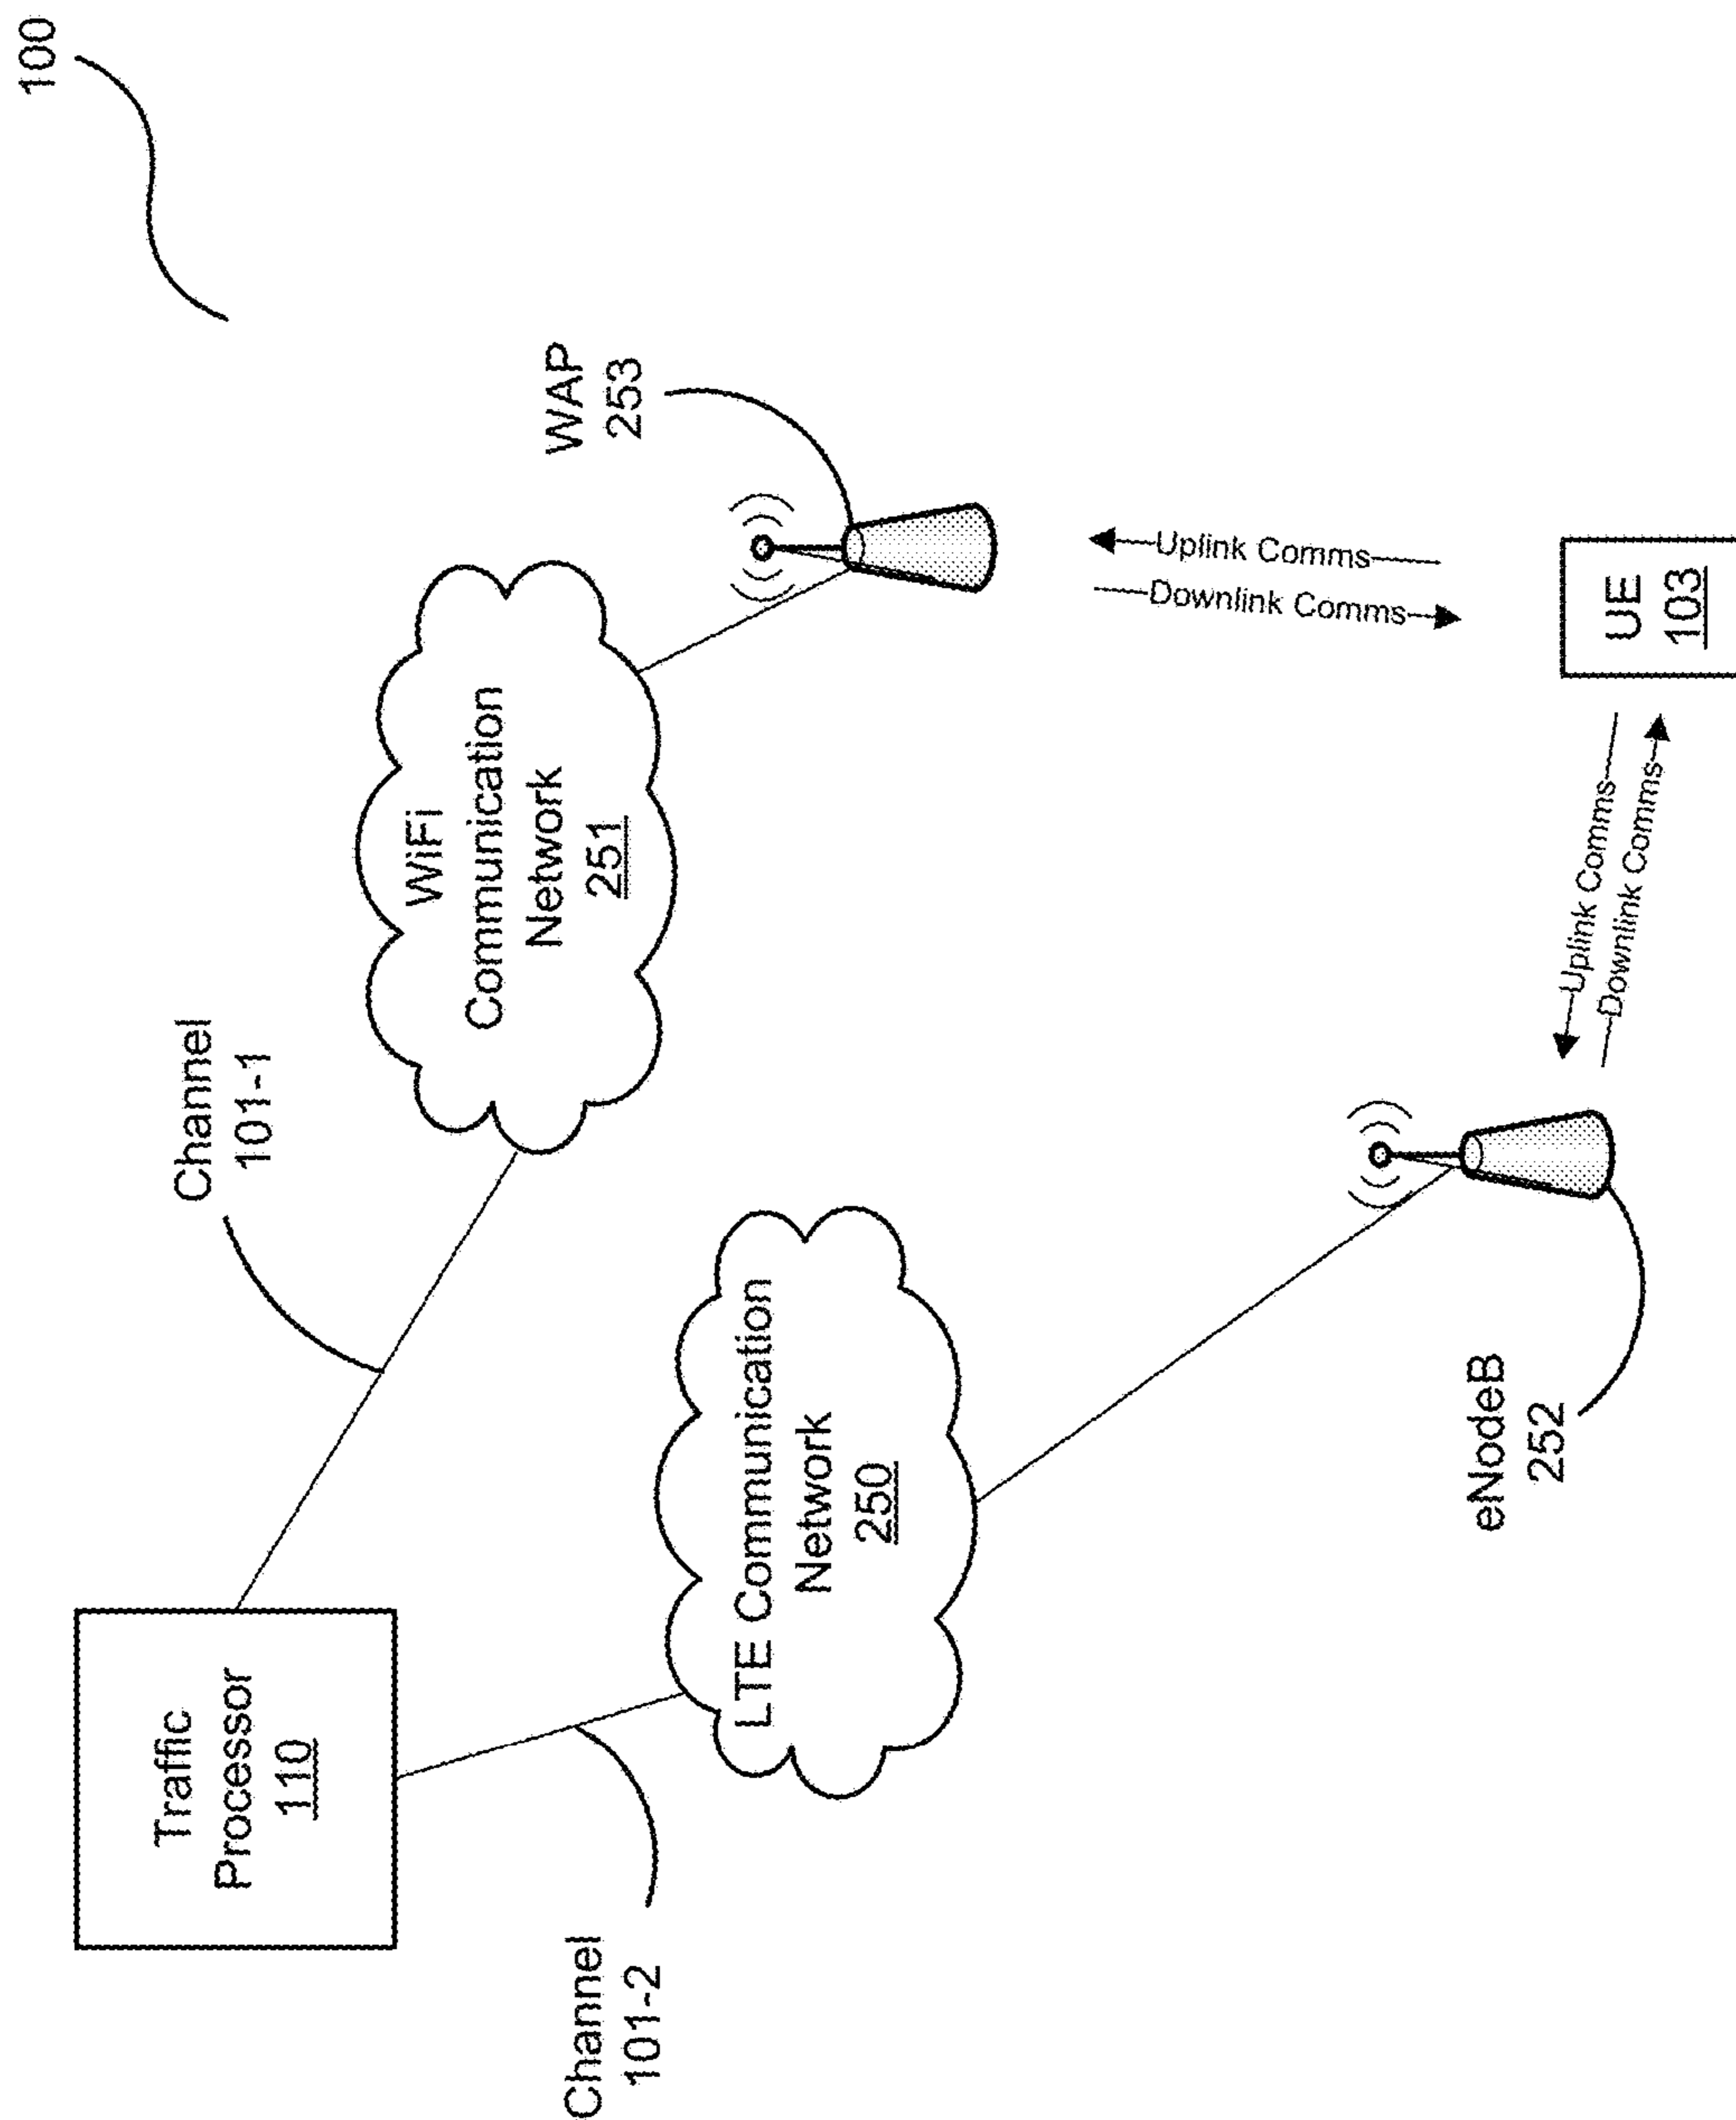 100
Traffic
Processor
110
Channel
101-1
Channel
101-2
WiFi
Communication
Network
251
WAP
253
LTE Communication
Network
250
Uplink Comms
Downlink Comms
eNodeB
252
Uplink Comms
Downlink Comms
UE
103